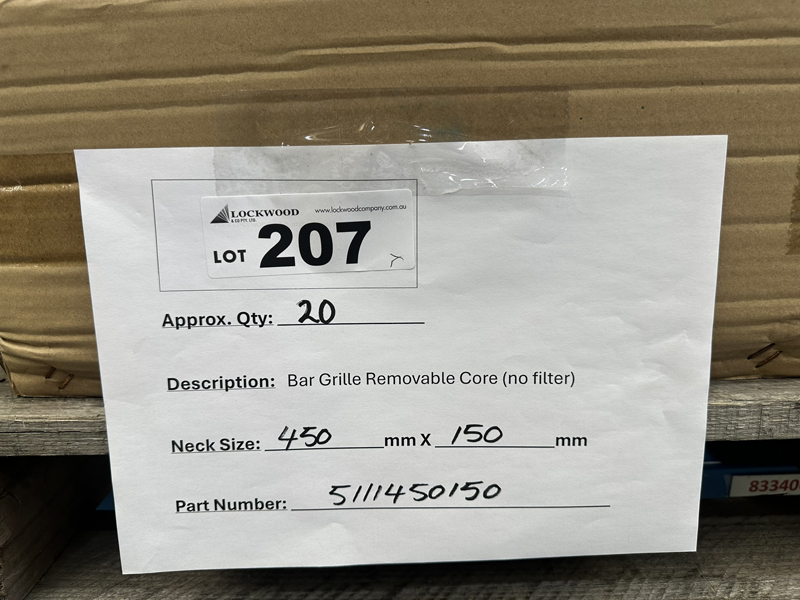 LOCKWOOD www.lockwoodcompany.com.au
& CO PTY. LTD.
LOT 207
Approx. Qty: 20
Description: Bar Grille Removable Core (no filter)
Neck Size: 450 mm X 150 mm
Part Number: 5111450150